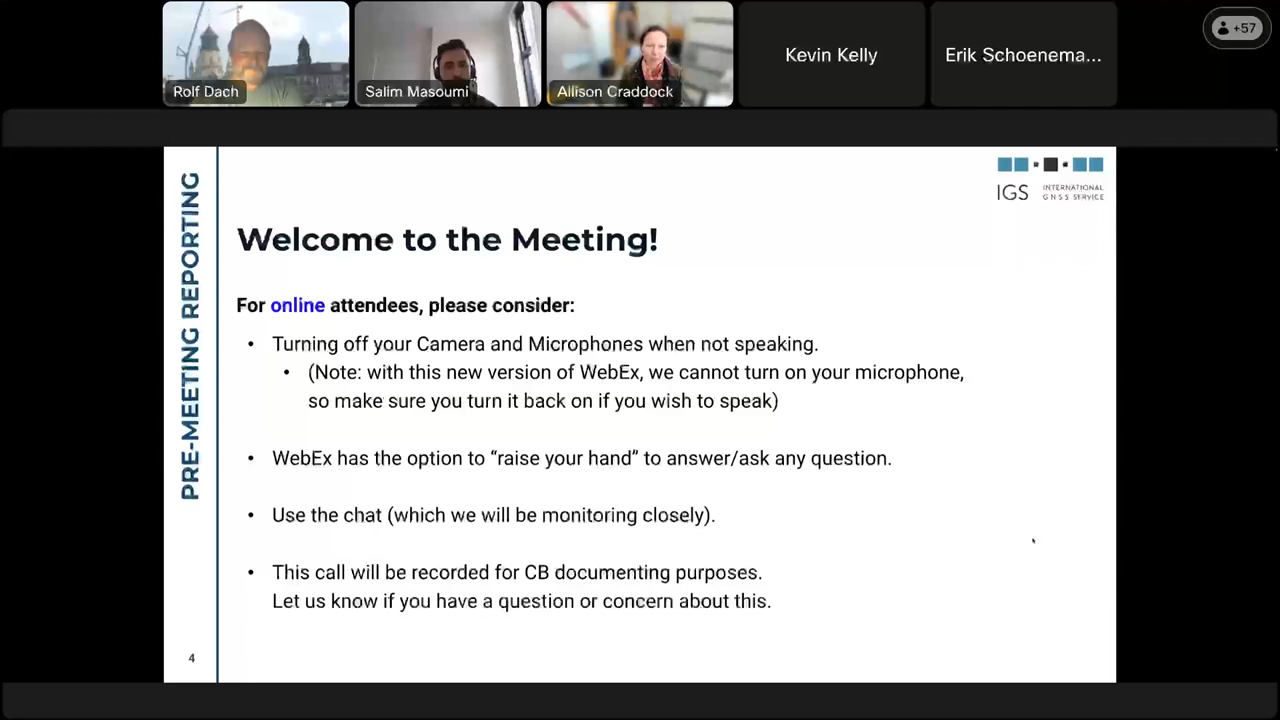 Rolf Dach
Salim Masoumi
Allison Craddock
Kevin Kelly
Erik Schoenema...
+57
PRE-MEETING REPORTING
IGS
INTERNATIONAL
GNSS SERVICE
Welcome to the Meeting!
For online attendees, please consider:
• Turning off your Camera and Microphones when not speaking.
• (Note: with this new version of WebEx, we cannot turn on your microphone,
so make sure you turn it back on if you wish to speak)
• WebEx has the option to “raise your hand” to answer/ask any question.
• Use the chat (which we will be monitoring closely).
• This call will be recorded for CB documenting purposes.
Let us know if you have a question or concern about this.
4